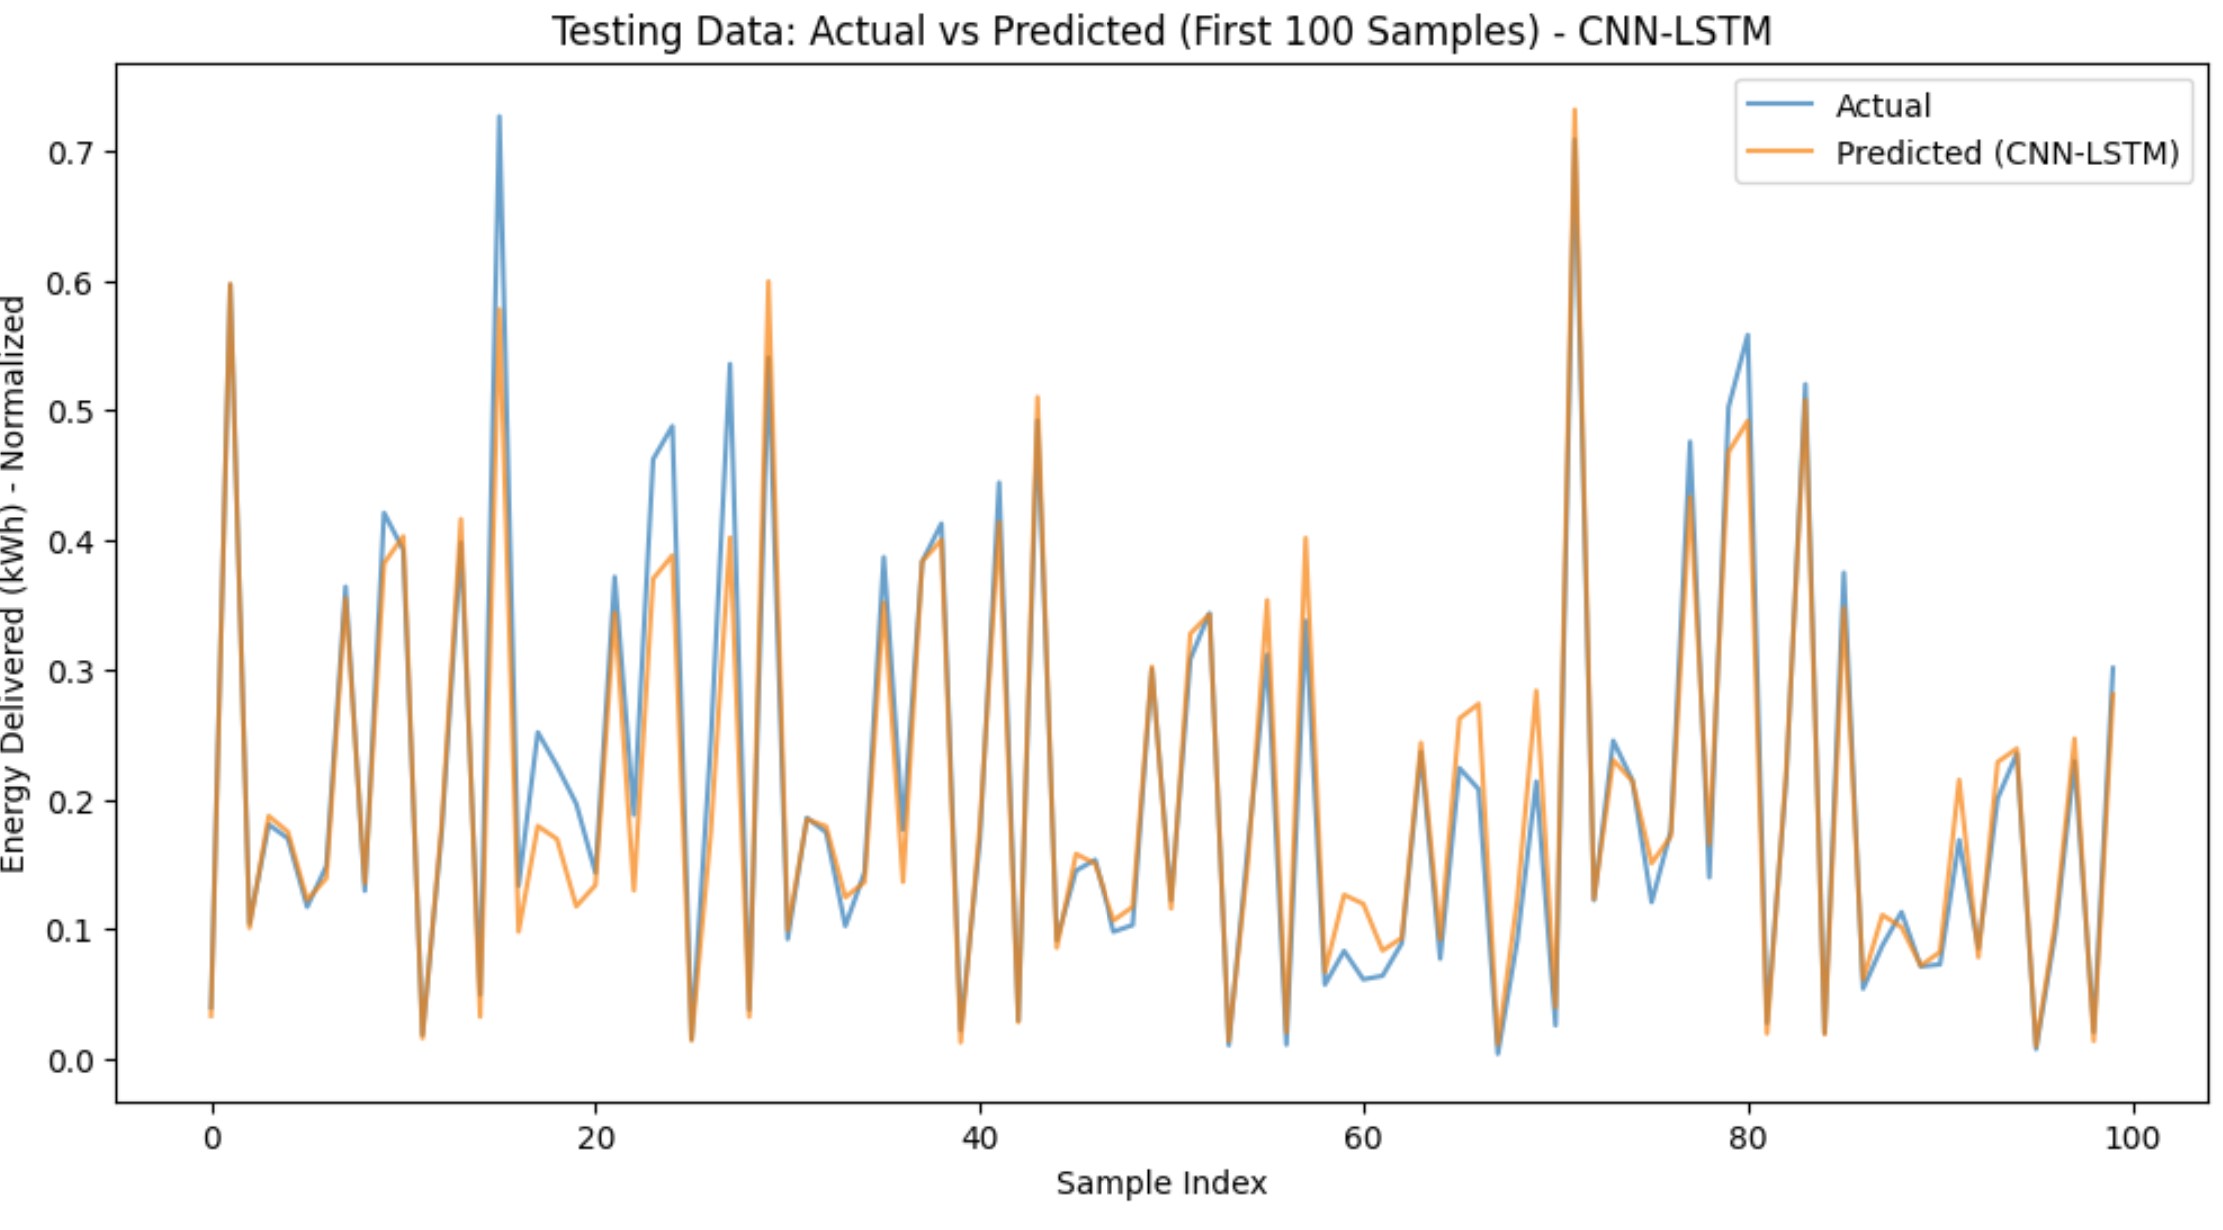 Testing Data: Actual vs Predicted (First 100 Samples) - CNN-LSTM
Actual
Predicted (CNN-LSTM)
Energy Delivered (kWh) - Normalized
0.7
0.6
0.5
0.4
0.3
0.2
0.1
0.0
0 20 40 60 80 100
Sample Index